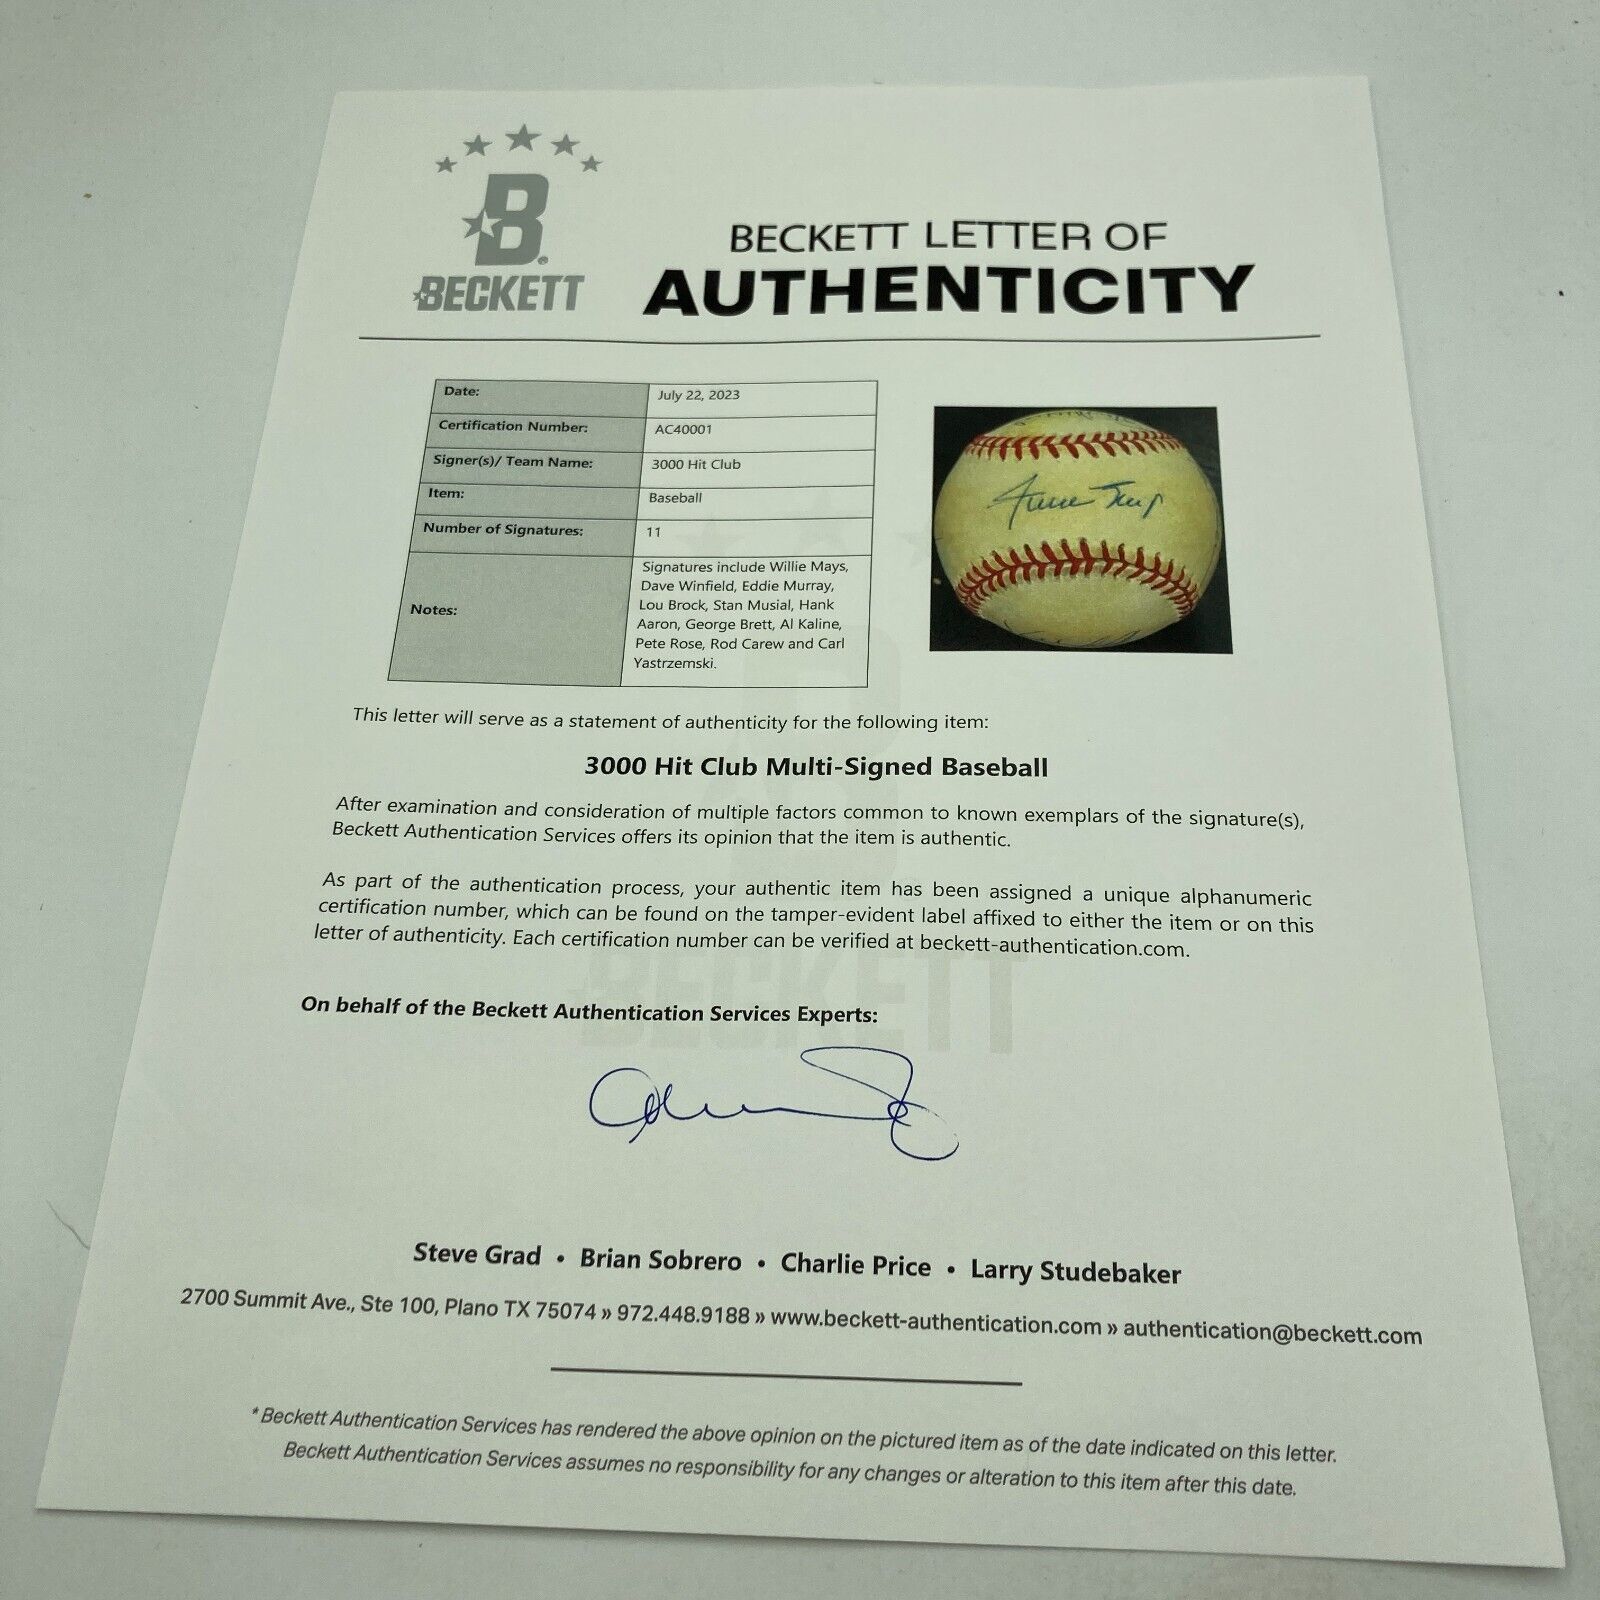 B
BECKETT
BECKETT LETTER OF
AUTHENTICITY
Date: July 22, 2023
Certification Number: AC40001
Signer(s)/ Team Name: 3000 Hit Club
Item: Baseball
Number of Signatures: 11
Notes:
Signatures include Willie Mays,
Dave Winfield, Eddie Murray,
Lou Brock, Stan Musial, Hank
Aaron, George Brett, Al Kaline,
Pete Rose, Rod Carew and Carl
Yastrzemski.
Willie Mays
This letter will serve as a statement of authenticity for the following item:
3000 Hit Club Multi-Signed Baseball
After examination and consideration of multiple factors common to known exemplars of the signature(s),
Beckett Authentication Services offers its opinion that the item is authentic.
As part of the authentication process, your authentic item has been assigned a unique alphanumeric
certification number, which can be found on the tamper-evident label affixed to either the item or on this
letter of authenticity. Each certification number can be verified at beckett-authentication.com.
BECKETT
On behalf of the Beckett Authentication Services Experts:
Steve Grad • Brian Sobrero • Charlie Price • Larry Studebaker
2700 Summit Ave., Ste 100, Plano TX 75074 » 972.448.9188 » www.beckett-authentication.com » authentication@beckett.com
*Beckett Authentication Services has rendered the above opinion on the pictured item as of the date indicated on this letter.
Beckett Authentication Services assumes no responsibility for any changes or alteration to this item after this date.